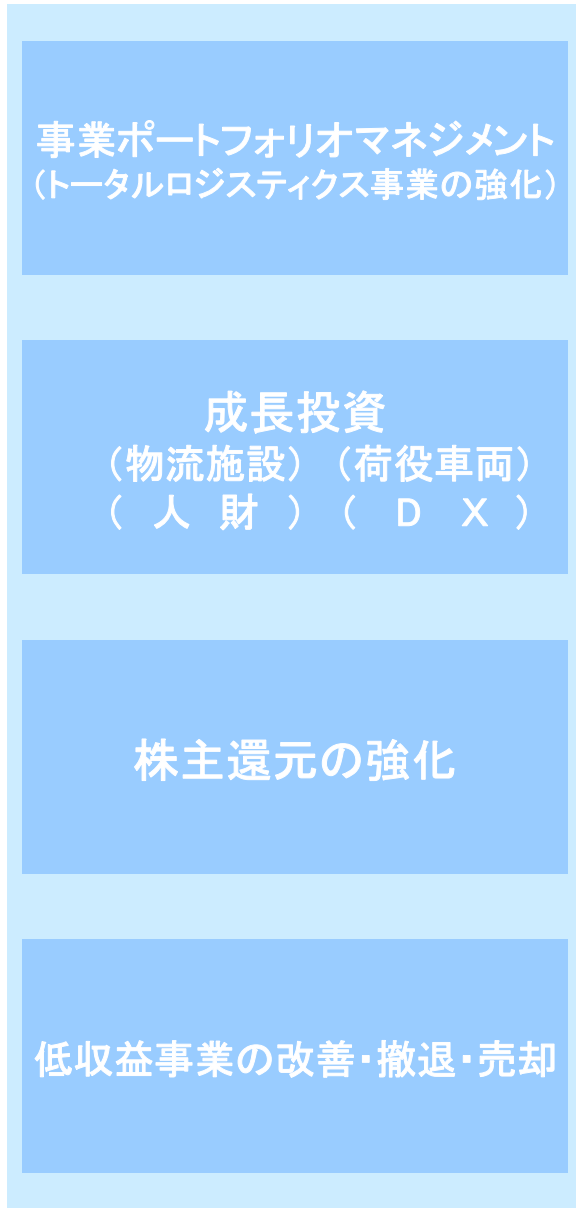 事業ポートフォリオマネジメント
（トータルロジスティクス事業の強化）
成長投資
（物流施設）（荷役車両）
（　人　財　）（　Ｄ　Ｘ　）
株主還元の強化
低収益事業の改善・撤退・売却